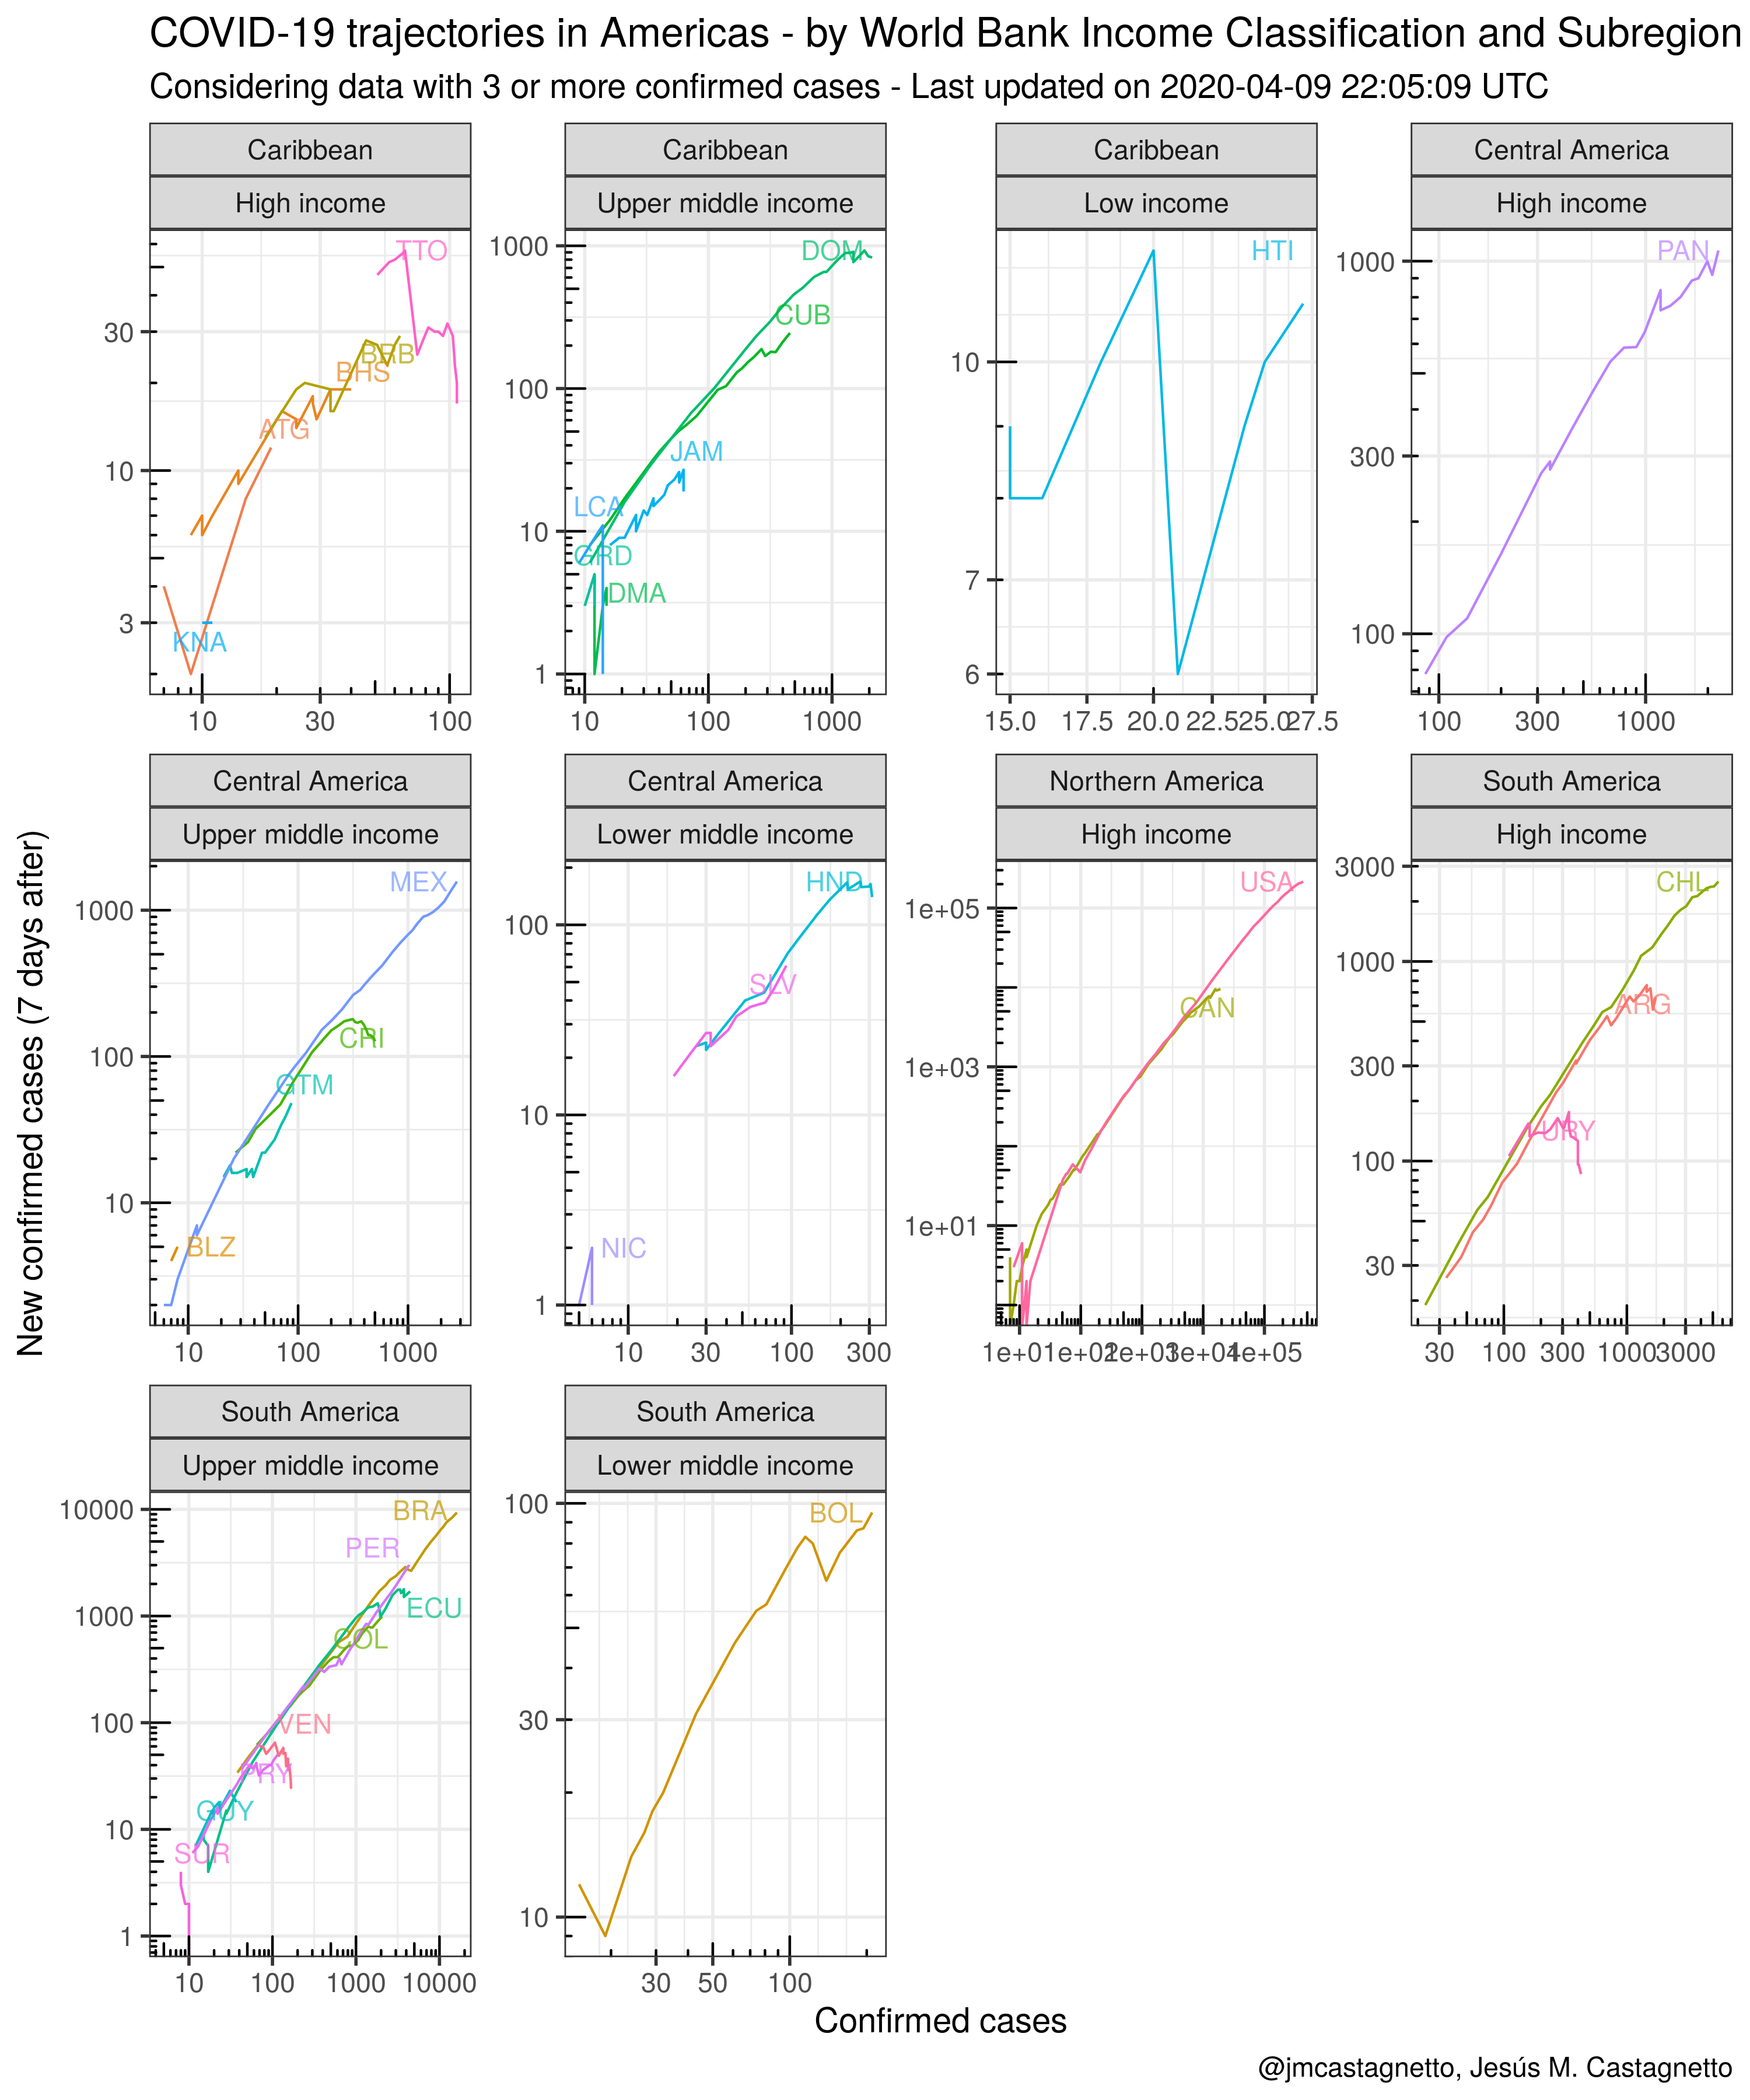 COVID-19 trajectories in Americas - by World Bank Income Classification and Subregion
Considering data with 3 or more confirmed cases - Last updated on 2020-04-09 22:05:09 UTC
New confirmed cases (7 days after)
Caribbean
High income
TTO
BRB
BHS
ATG
KNA
30
10
3
10 30 100
Caribbean
Upper middle income
DOM
CUB
JAM
LCA
GRD
DMA
1000
100
10
1
10 100 1000
Caribbean
Low income
HTI
10
7
6
15.0 17.5 20.0 22.5 25.0 27.5
Central America
High income
PAN
1000
300
100
100 300 1000
Central America
Upper middle income
MEX
CRI
GTM
BLZ
1000
100
10
10 100 1000
Central America
Lower middle income
HND
SLV
NIC
100
10
1
10 30 100 300
Northern America
High income
USA
CAN
1e+05
1e+03
1e+01
1e+01 1e+02 1e+03 1e+04 1e+05
South America
High income
CHL
ARG
URY
3000
1000
300
100
30
30 100 300 1000 3000
South America
Upper middle income
BRA
PER
ECU
COL
VEN
PRY
GUY
SUR
10000
1000
100
10
1
10 100 1000 10000
South America
Lower middle income
BOL
100
30
10
30 50 100
Confirmed cases
@jmcastagnetto, Jesús M. Castagnetto